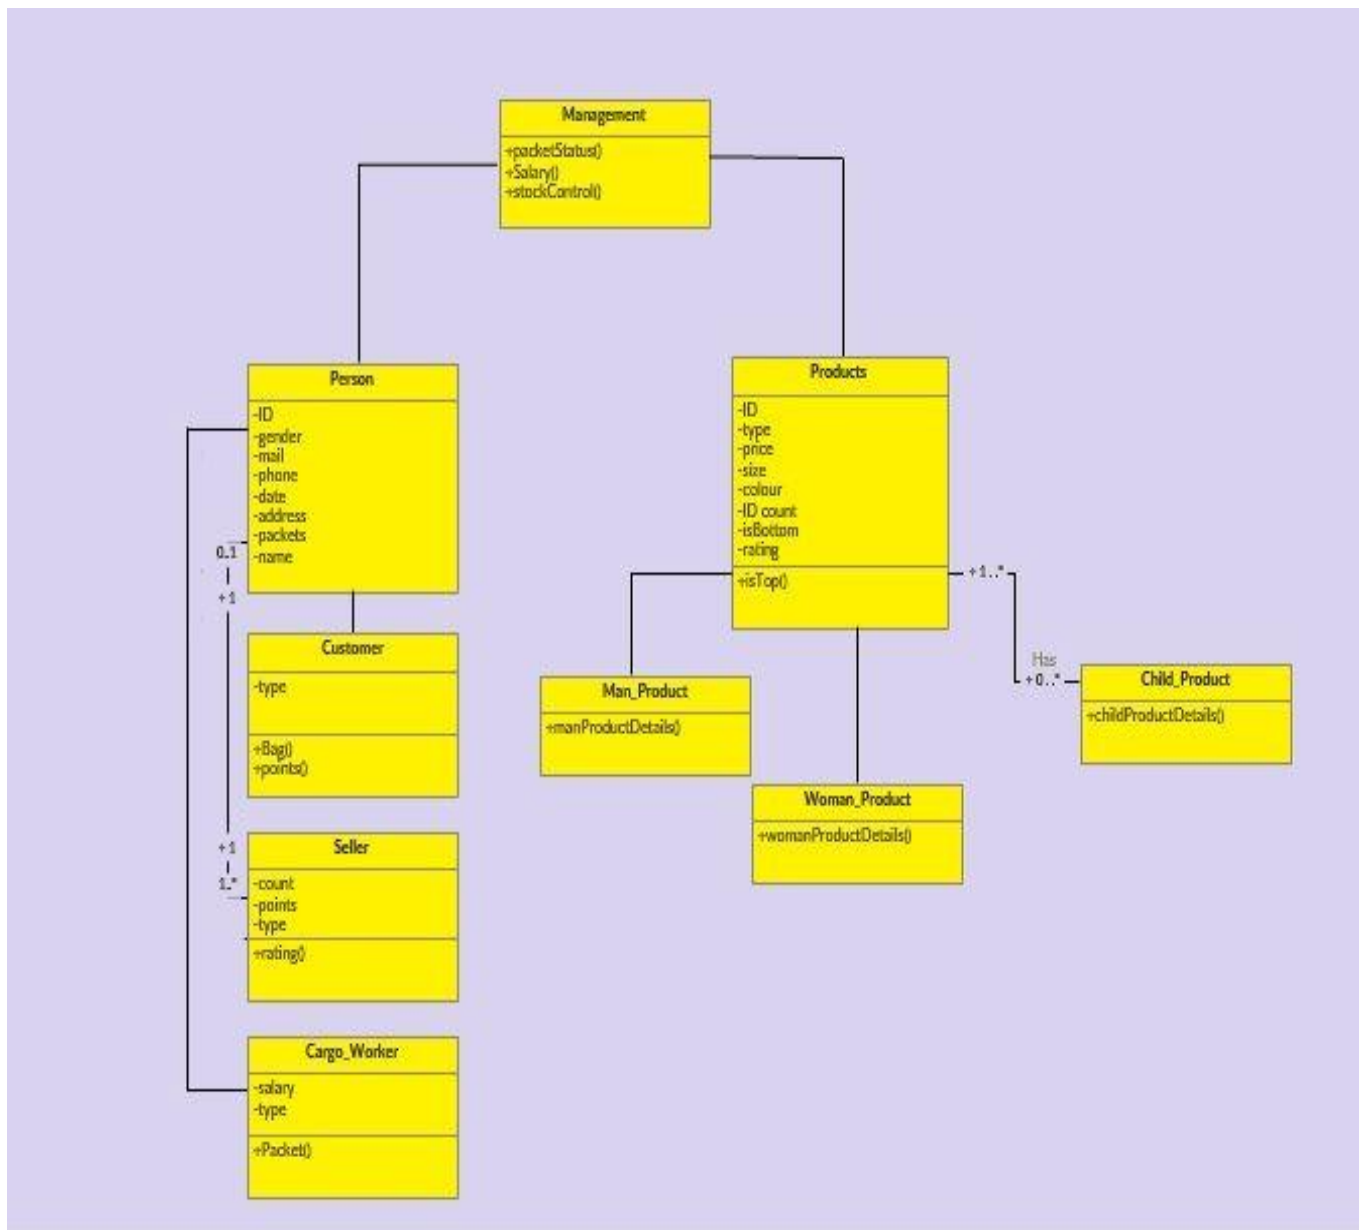 Management
+packetStatus()
+Salary()
+stockControl()
Person
-ID
-gender
-mail
-phone
-date
-address
-packets
-name
0..1
+1
Products
-ID
-type
-price
-size
-colour
-ID count
-isBottom
-rating
+isTop()
+1..*
Has
+0..*
Customer
-type
+Bag()
+points()
Man_Product
+manProductDetails()
Child_Product
+childProductDetails()
Woman_Product
+womanProductDetails()
+1
1..*
Seller
-count
-points
-type
+rating()
Cargo_Worker
-salary
-type
+Packet()